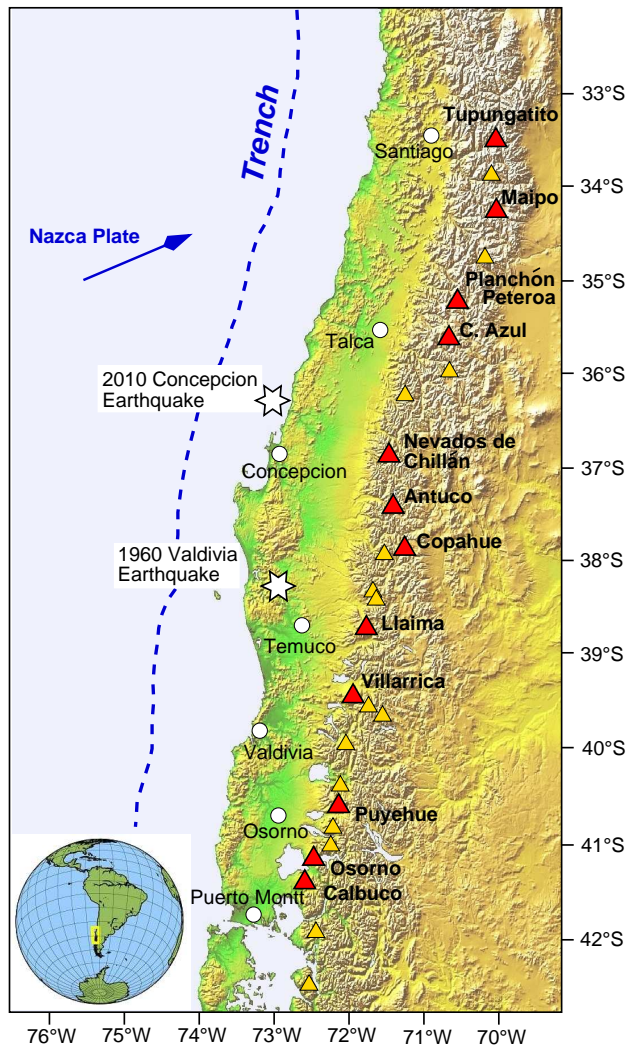 33°S
Tupungatito
Santiago
Trench
34°S
Maipo
Nazca Plate
35°S
Planchón
Peteroa
Talca
C. Azul
2010 Concepcion
Earthquake
36°S
Nevados de
Chillán
Concepcion
37°S
Antuco
Copahue
1960 Valdivia
Earthquake
38°S
Llaima
Temuco
39°S
Villarrica
Valdivia
40°S
Puyehue
Osorno
41°S
Osorno
Calbuco
Puerto Montt
42°S
76°W 75°W 74°W 73°W 72°W 71°W 70°W